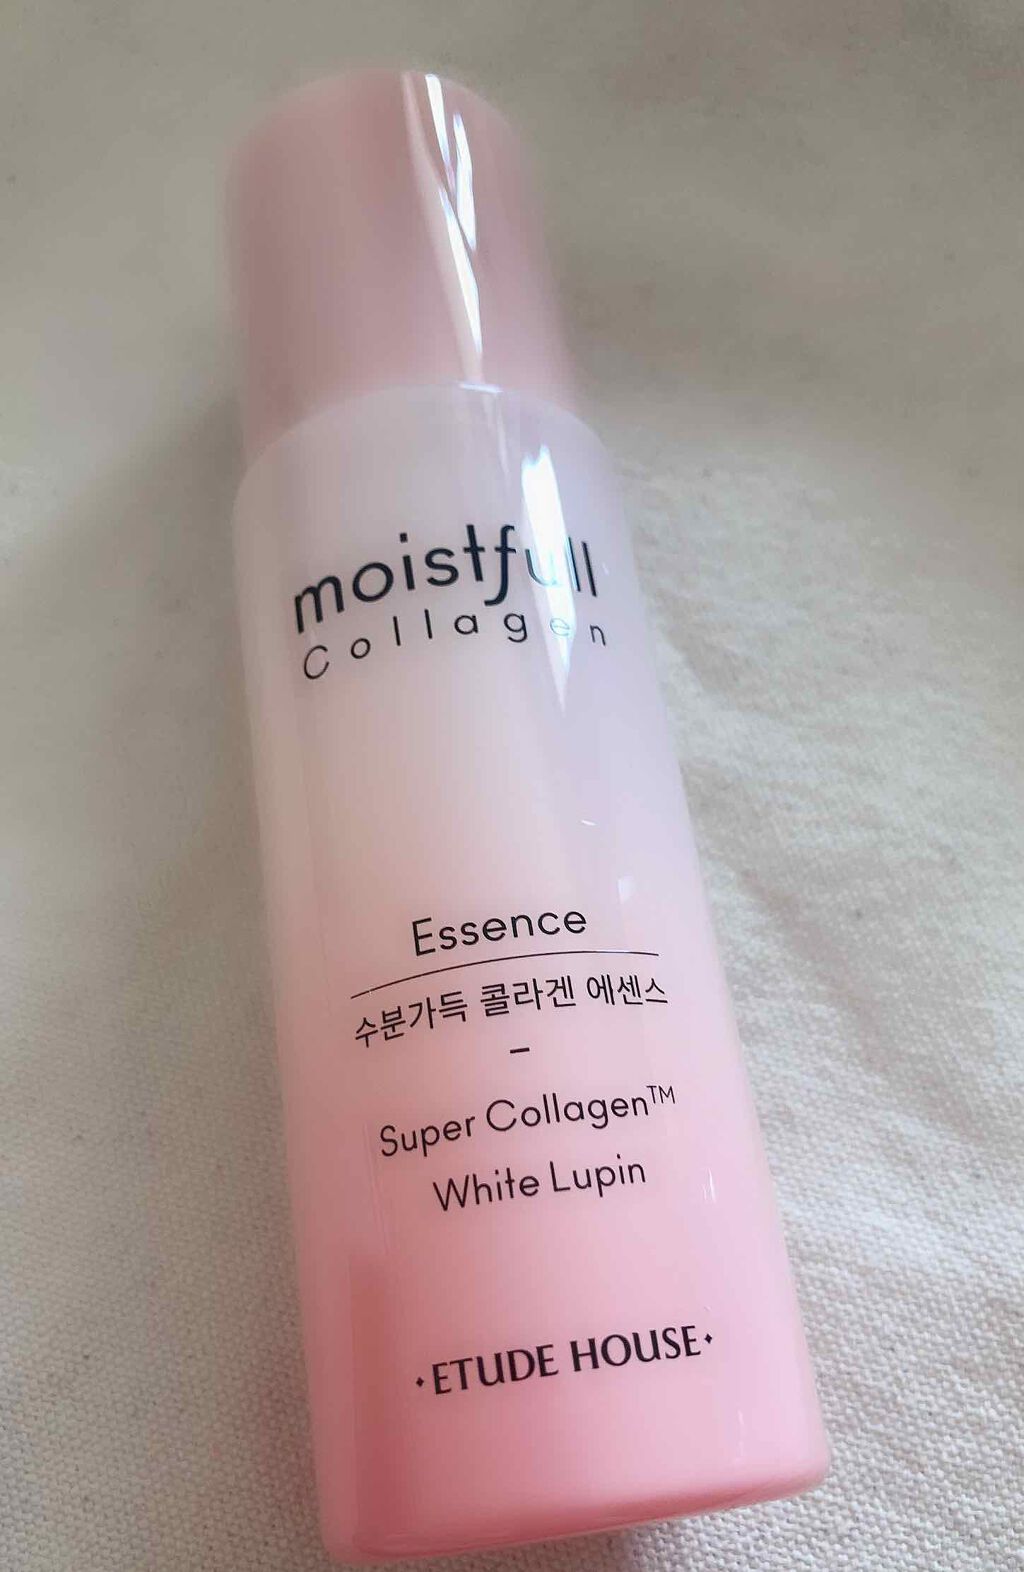 moistfull
Collagen
Essence
수분가득 콜라겐 에센스
Super Collagen™
White Lupin
·ETUDE HOUSE·